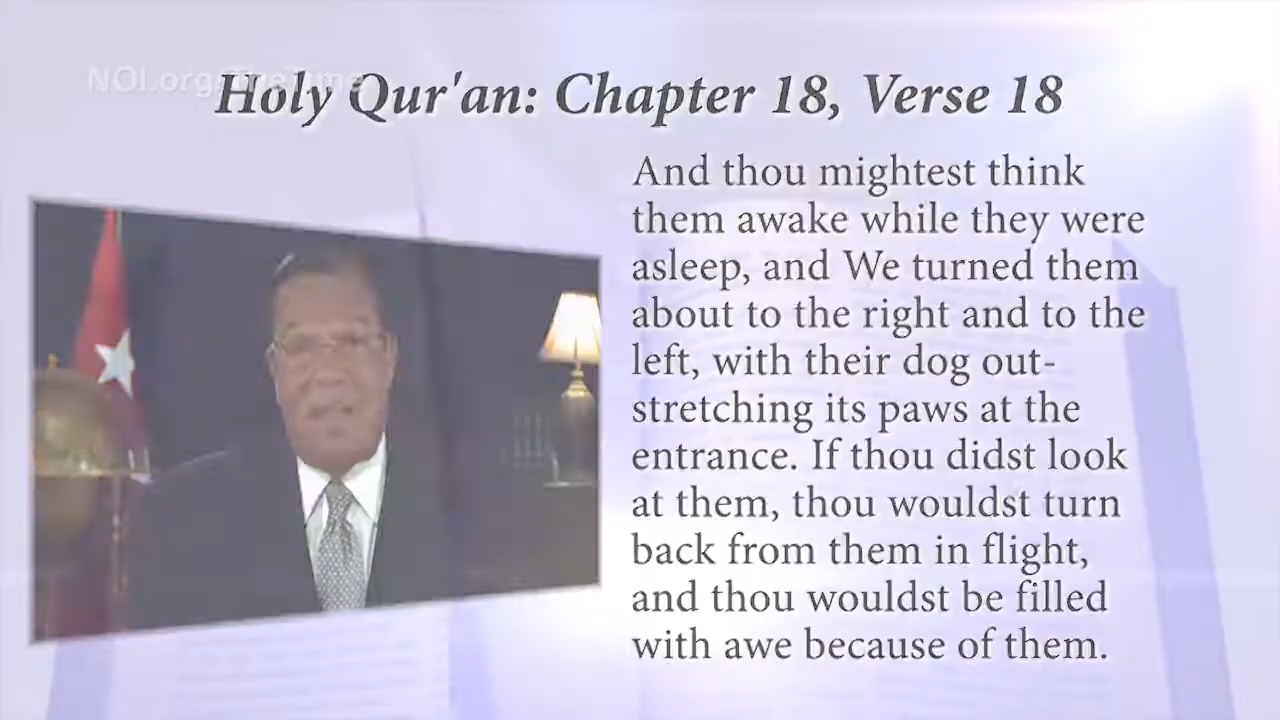 NOI.org/TheTime
Holy Qur'an: Chapter 18, Verse 18
And thou mightest think
them awake while they were
asleep, and We turned them
about to the right and to the
left, with their dog out-
stretching its paws at the
entrance. If thou didst look
at them, thou wouldst turn
back from them in flight,
and thou wouldst be filled
with awe because of them.